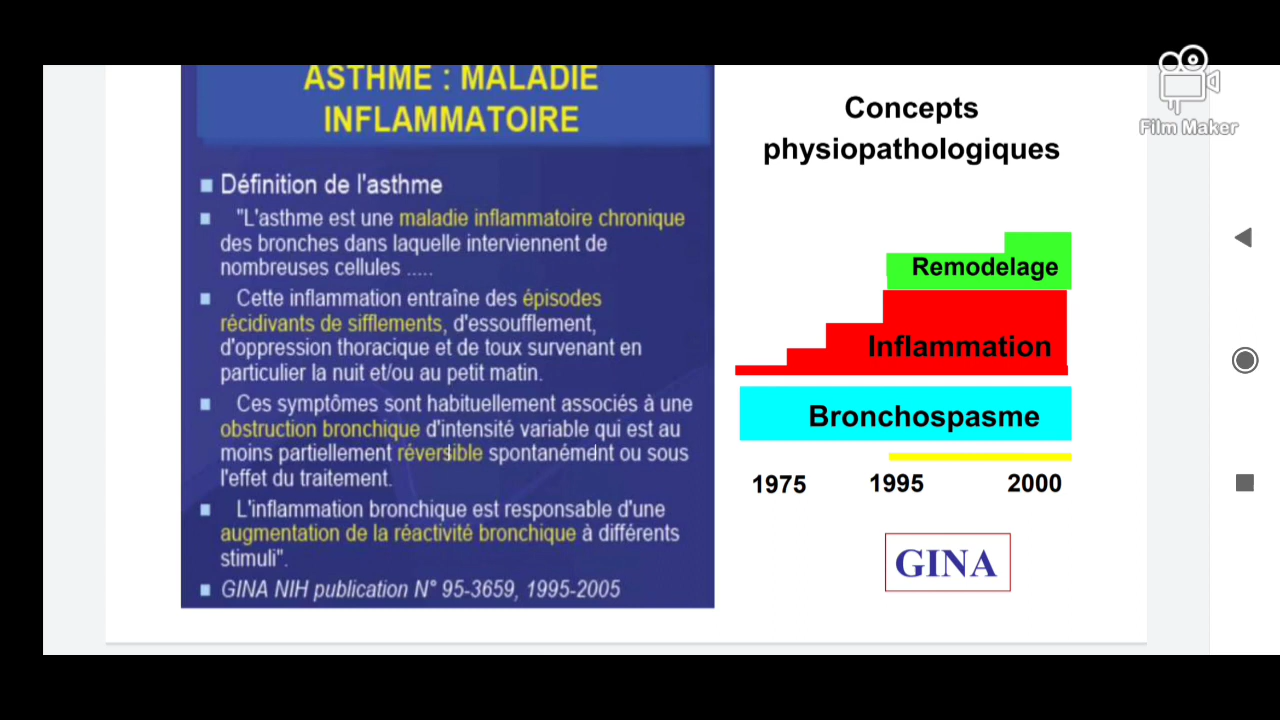 ASTHME : MALADIE
INFLAMMATOIRE
Définition de l'asthme
"L'asthme est une maladie inflammatoire chronique
des bronches dans laquelle interviennent de
nombreuses cellules .....
Cette inflammation entraîne des épisodes
récidivants de sifflements, d'essoufflement,
d'oppression thoracique et de toux survenant en
particulier la nuit et/ou au petit matin.
Ces symptômes sont habituellement associés à une
obstruction bronchique d'intensité variable qui est au
moins partiellement réversible spontanément ou sous
l'effet du traitement.
L'inflammation bronchique est responsable d'une
augmentation de la réactivité bronchique à différents
stimuli".
GINA NIH publication N° 95-3659, 1995-2005
Concepts
physiopathologiques
Remodelage
Inflammation
Bronchospasme
1975 1995 2000
GINA
Film Maker